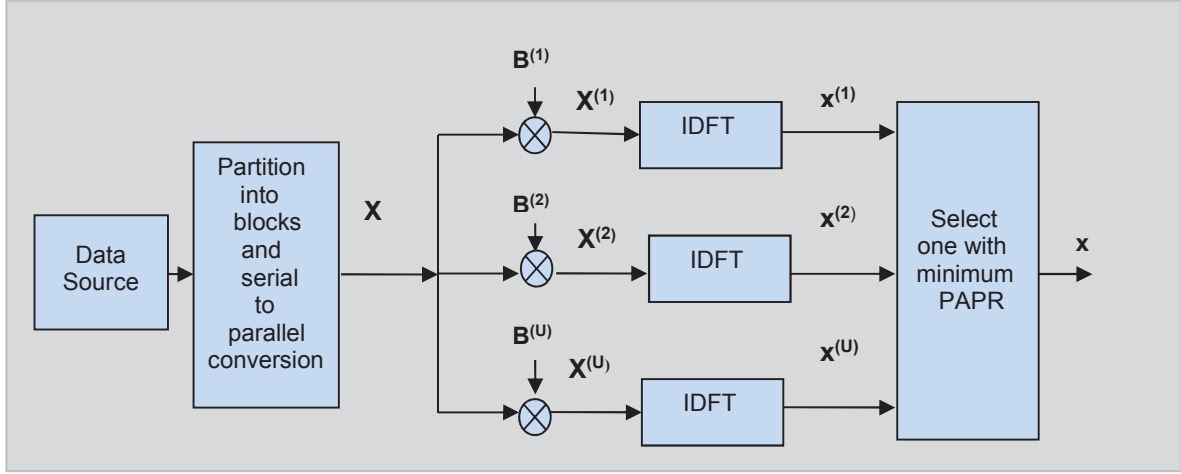 Data
Source
Partition
into
blocks
and
serial
to
parallel
conversion
X
B(1)
X(1)
IDFT
x(1)
B(2)
X(2)
IDFT
x(2)
B(U)
X(U)
IDFT
x(U)
Select
one with
minimum
PAPR
x